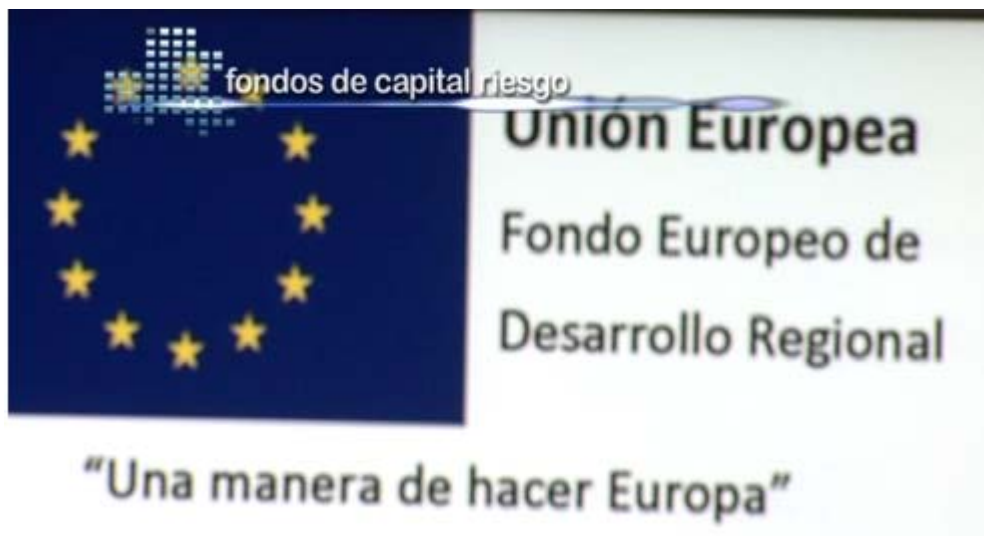 fondos de capital riesgo
Unión Europea
Fondo Europeo de
Desarrollo Regional
“Una manera de hacer Europa”